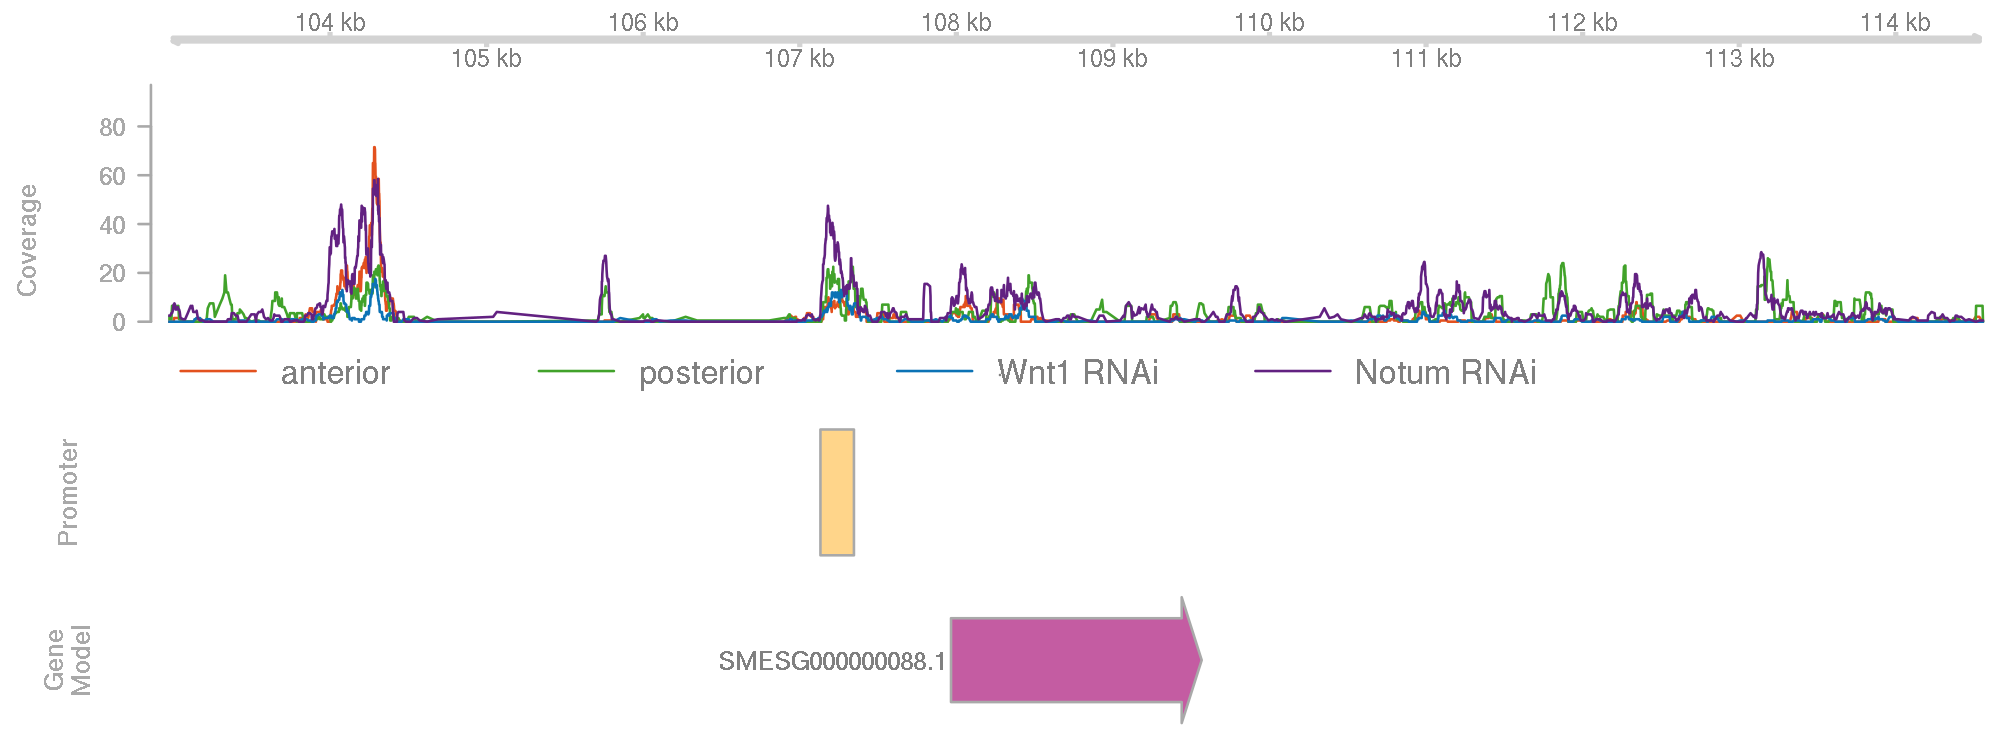 104 kb 106 kb 108 kb 110 kb 112 kb 114 kb
105 kb 107 kb 109 kb 111 kb 113 kb
Coverage
80
60
40
20
0
anterior posterior Wnt1 RNAi Notum RNAi
Promoter
Gene
Model
SMESG000000088.1